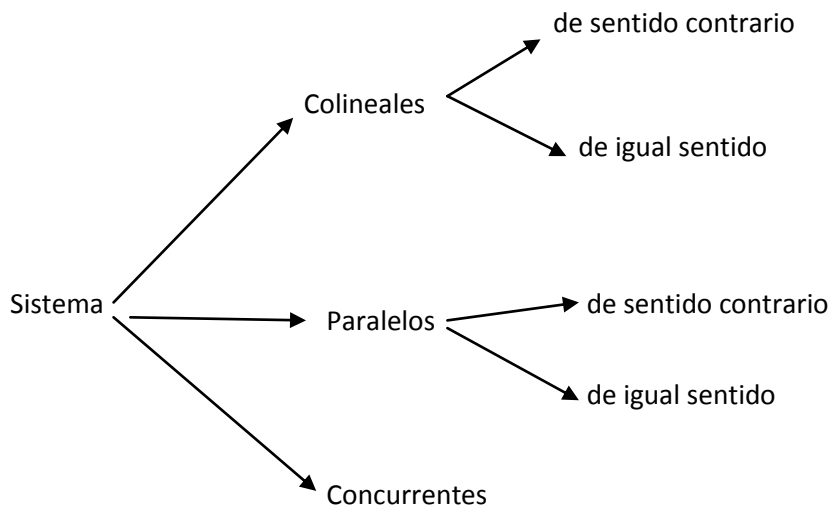 de sentido contrario
Colineales
de igual sentido
Sistema
Paralelos
de sentido contrario
de igual sentido
Concurrentes